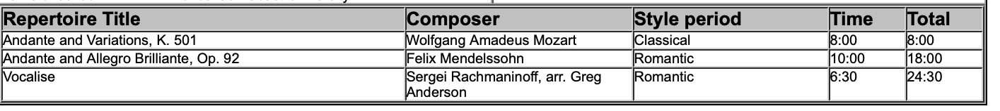 Repertoire Title Composer Style period Time Total
Andante and Variations, K. 501 Wolfgang Amadeus Mozart Classical 8:00 8:00
Andante and Allegro Brilliante, Op. 92 Felix Mendelssohn Romantic 10:00 18:00
Vocalise Sergei Rachmaninoff, arr. Greg Romantic 6:30 24:30
Anderson